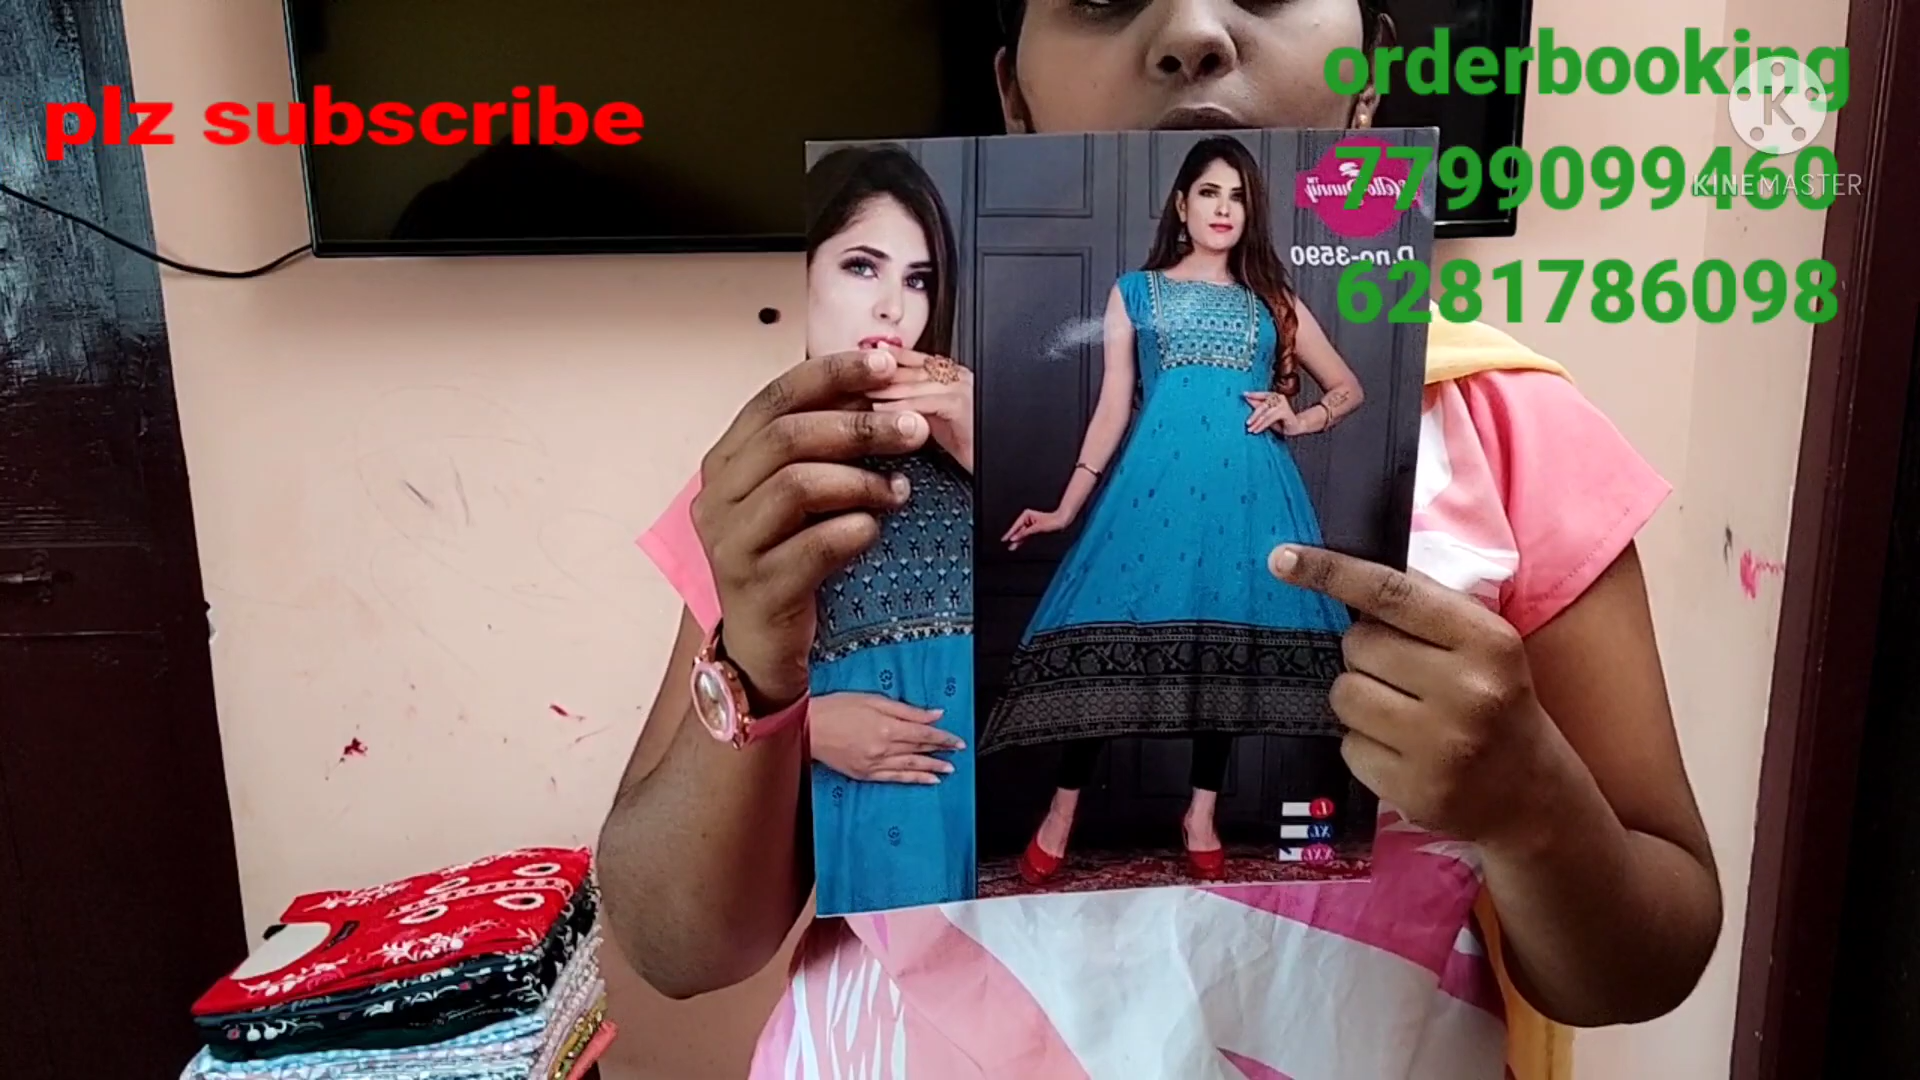 plz subscribe
orderbooking
7799099460
6281786098
K
KINEMASTER
D.no-3590
L
XL
XXL